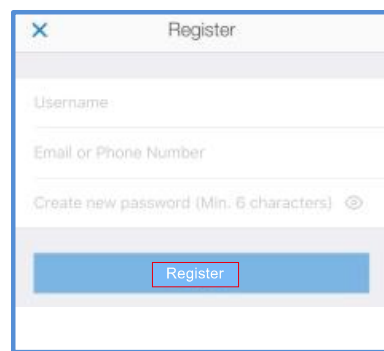 Register
Username
Email or Phone Number
Create new password (Min. 6 characters)
Register